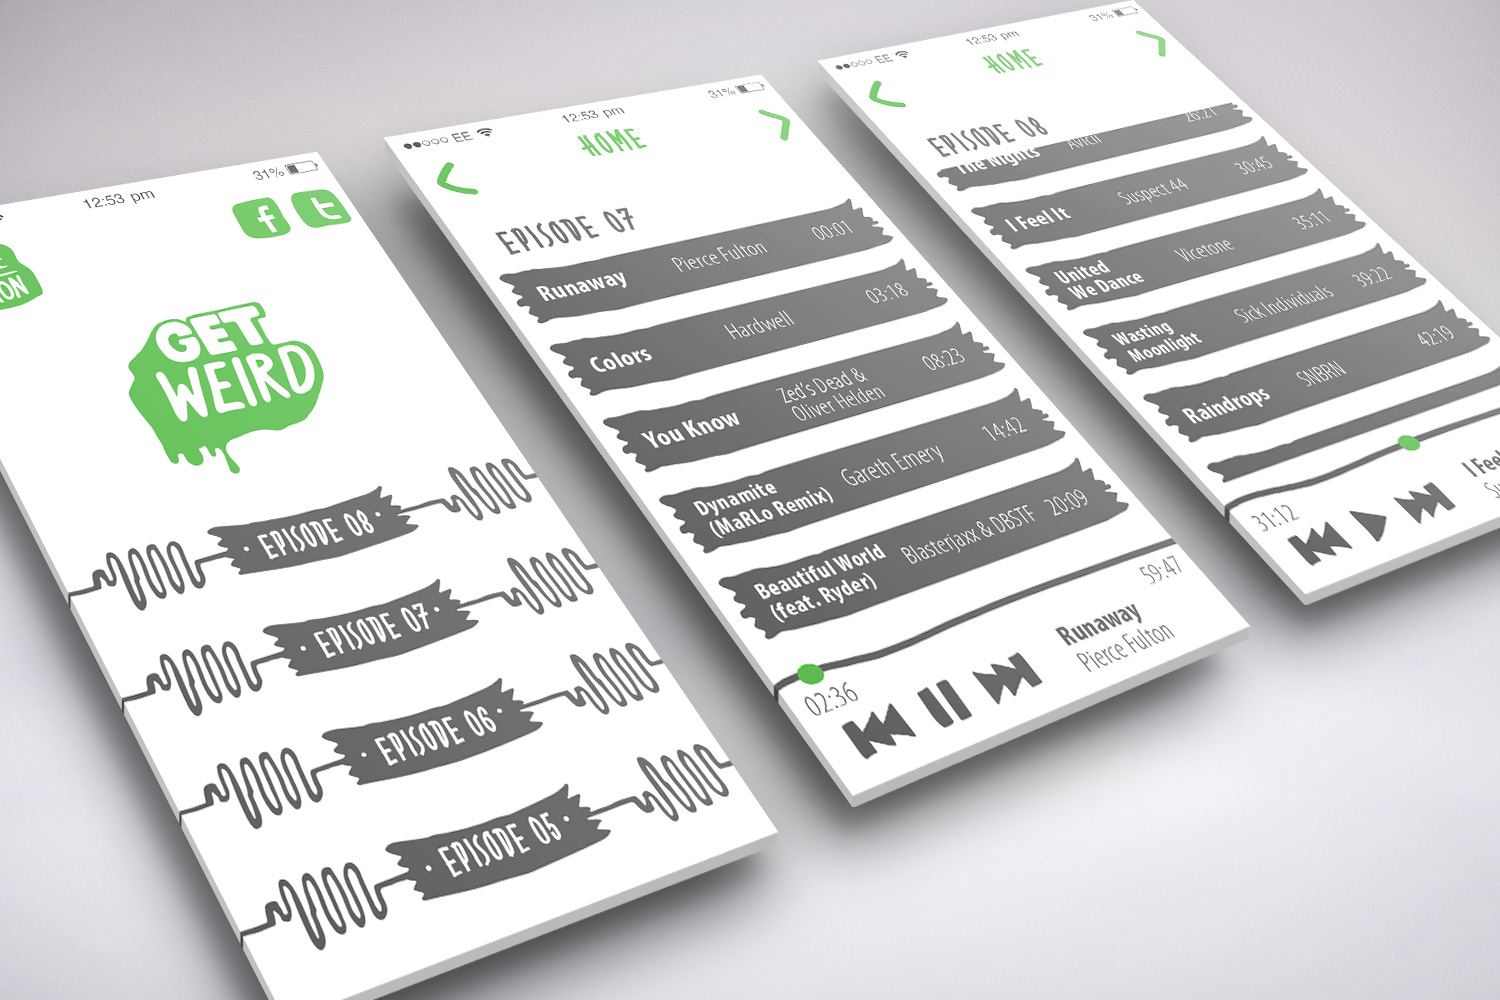 12:53 pm
31%
f
t
ON
GET
WEIRD
· EPISODE 08 ·
· EPISODE 07 ·
· EPISODE 06 ·
· EPISODE 05 ·
EE
12:53 pm
31%
HOME
EPISODE 07
Runaway Pierce Fulton 00:01
Colors Hardwell 03:18
You Know Zed's Dead &
Oliver Helden 08:23
Dynamite
(MaRLo Remix) Gareth Emery 14:42
Beautiful World
(feat. Ryder) Blasterjaxx & DBSTF 20:09
02:36
59:47
Runaway
Pierce Fulton
EE
12:53 pm
31%
HOME
EPISODE 08
The Nights Avicii 26:21
I Feel It Suspect 44 30:45
United
We Dance Vicetone 35:11
Wasting
Moonlight Sick Individuals 39:22
Raindrops SNBRN 42:19
31:12
I Feel
Su